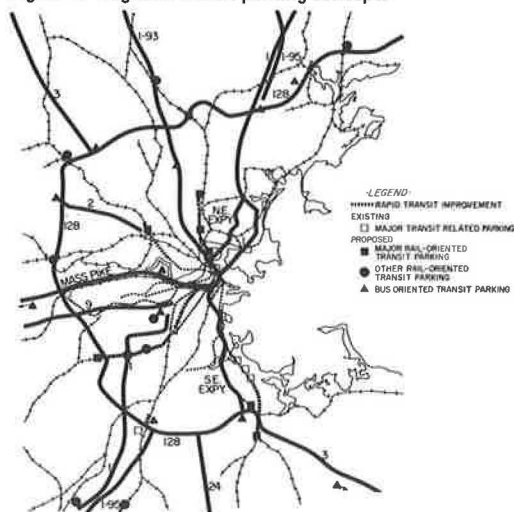 I-93
I-95
3
128
2
N.E.
EXPY
128
MASS PIKE
9
S.E.
EXPY
128
3
24
I-95
-LEGEND-
RAPID TRANSIT IMPROVEMENT
EXISTING
MAJOR TRANSIT RELATED PARKING
PROPOSED
MAJOR RAIL-ORIENTED
TRANSIT PARKING
OTHER RAIL-ORIENTED
TRANSIT PARKING
BUS ORIENTED TRANSIT PARKING